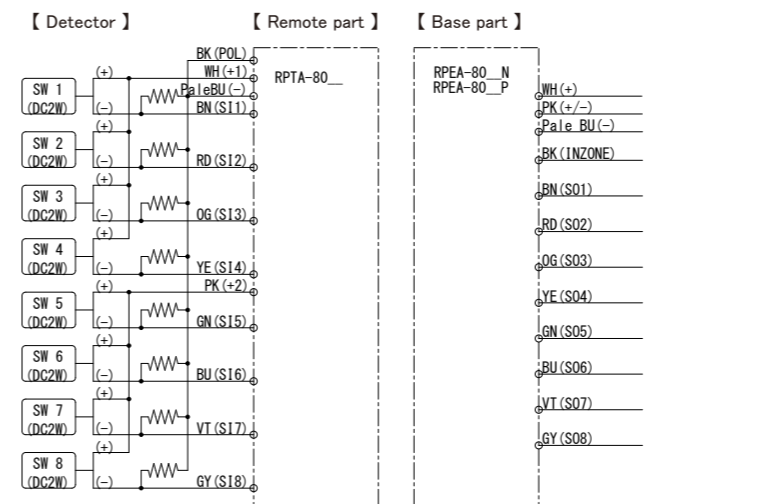 【 Detector 】 【 Remote part 】 【 Base part 】
BK(POL)
(+) WH(+1)
SW 1
(DC2W)
PaleBU(-)
(-) BN(SI1)
RPTA-80__
RPEA-80__N
RPEA-80__P
WH(+)
PK(+/-)
Pale BU(-)
BK(INZONE)
BN(SO1)
RD(SO2)
OG(SO3)
YE(SO4)
GN(SO5)
BU(SO6)
VT(SO7)
GY(SO8)
(+)
SW 2
(DC2W)
(-) RD(SI2)
(+)
SW 3
(DC2W)
(-) OG(SI3)
(+)
SW 4
(DC2W)
(-) YE(SI4)
(+) PK(+2)
SW 5
(DC2W)
(-) GN(SI5)
(+)
SW 6
(DC2W)
(-) BU(SI6)
(+)
SW 7
(DC2W)
(-) VT(SI7)
(+)
SW 8
(DC2W)
(-) GY(SI8)